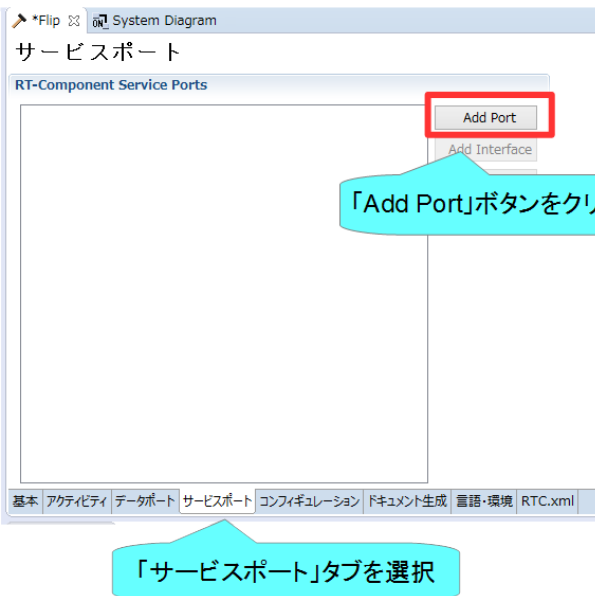 *Flip System Diagram
サービスポート
RT-Component Service Ports
Add Port
Add Interface
「Add Port」ボタンをクリ
基本 アクティビティ データポート サービスポート コンフィギュレーション ドキュメント生成 言語・環境 RTC.xml
「サービスポート」タブを選択